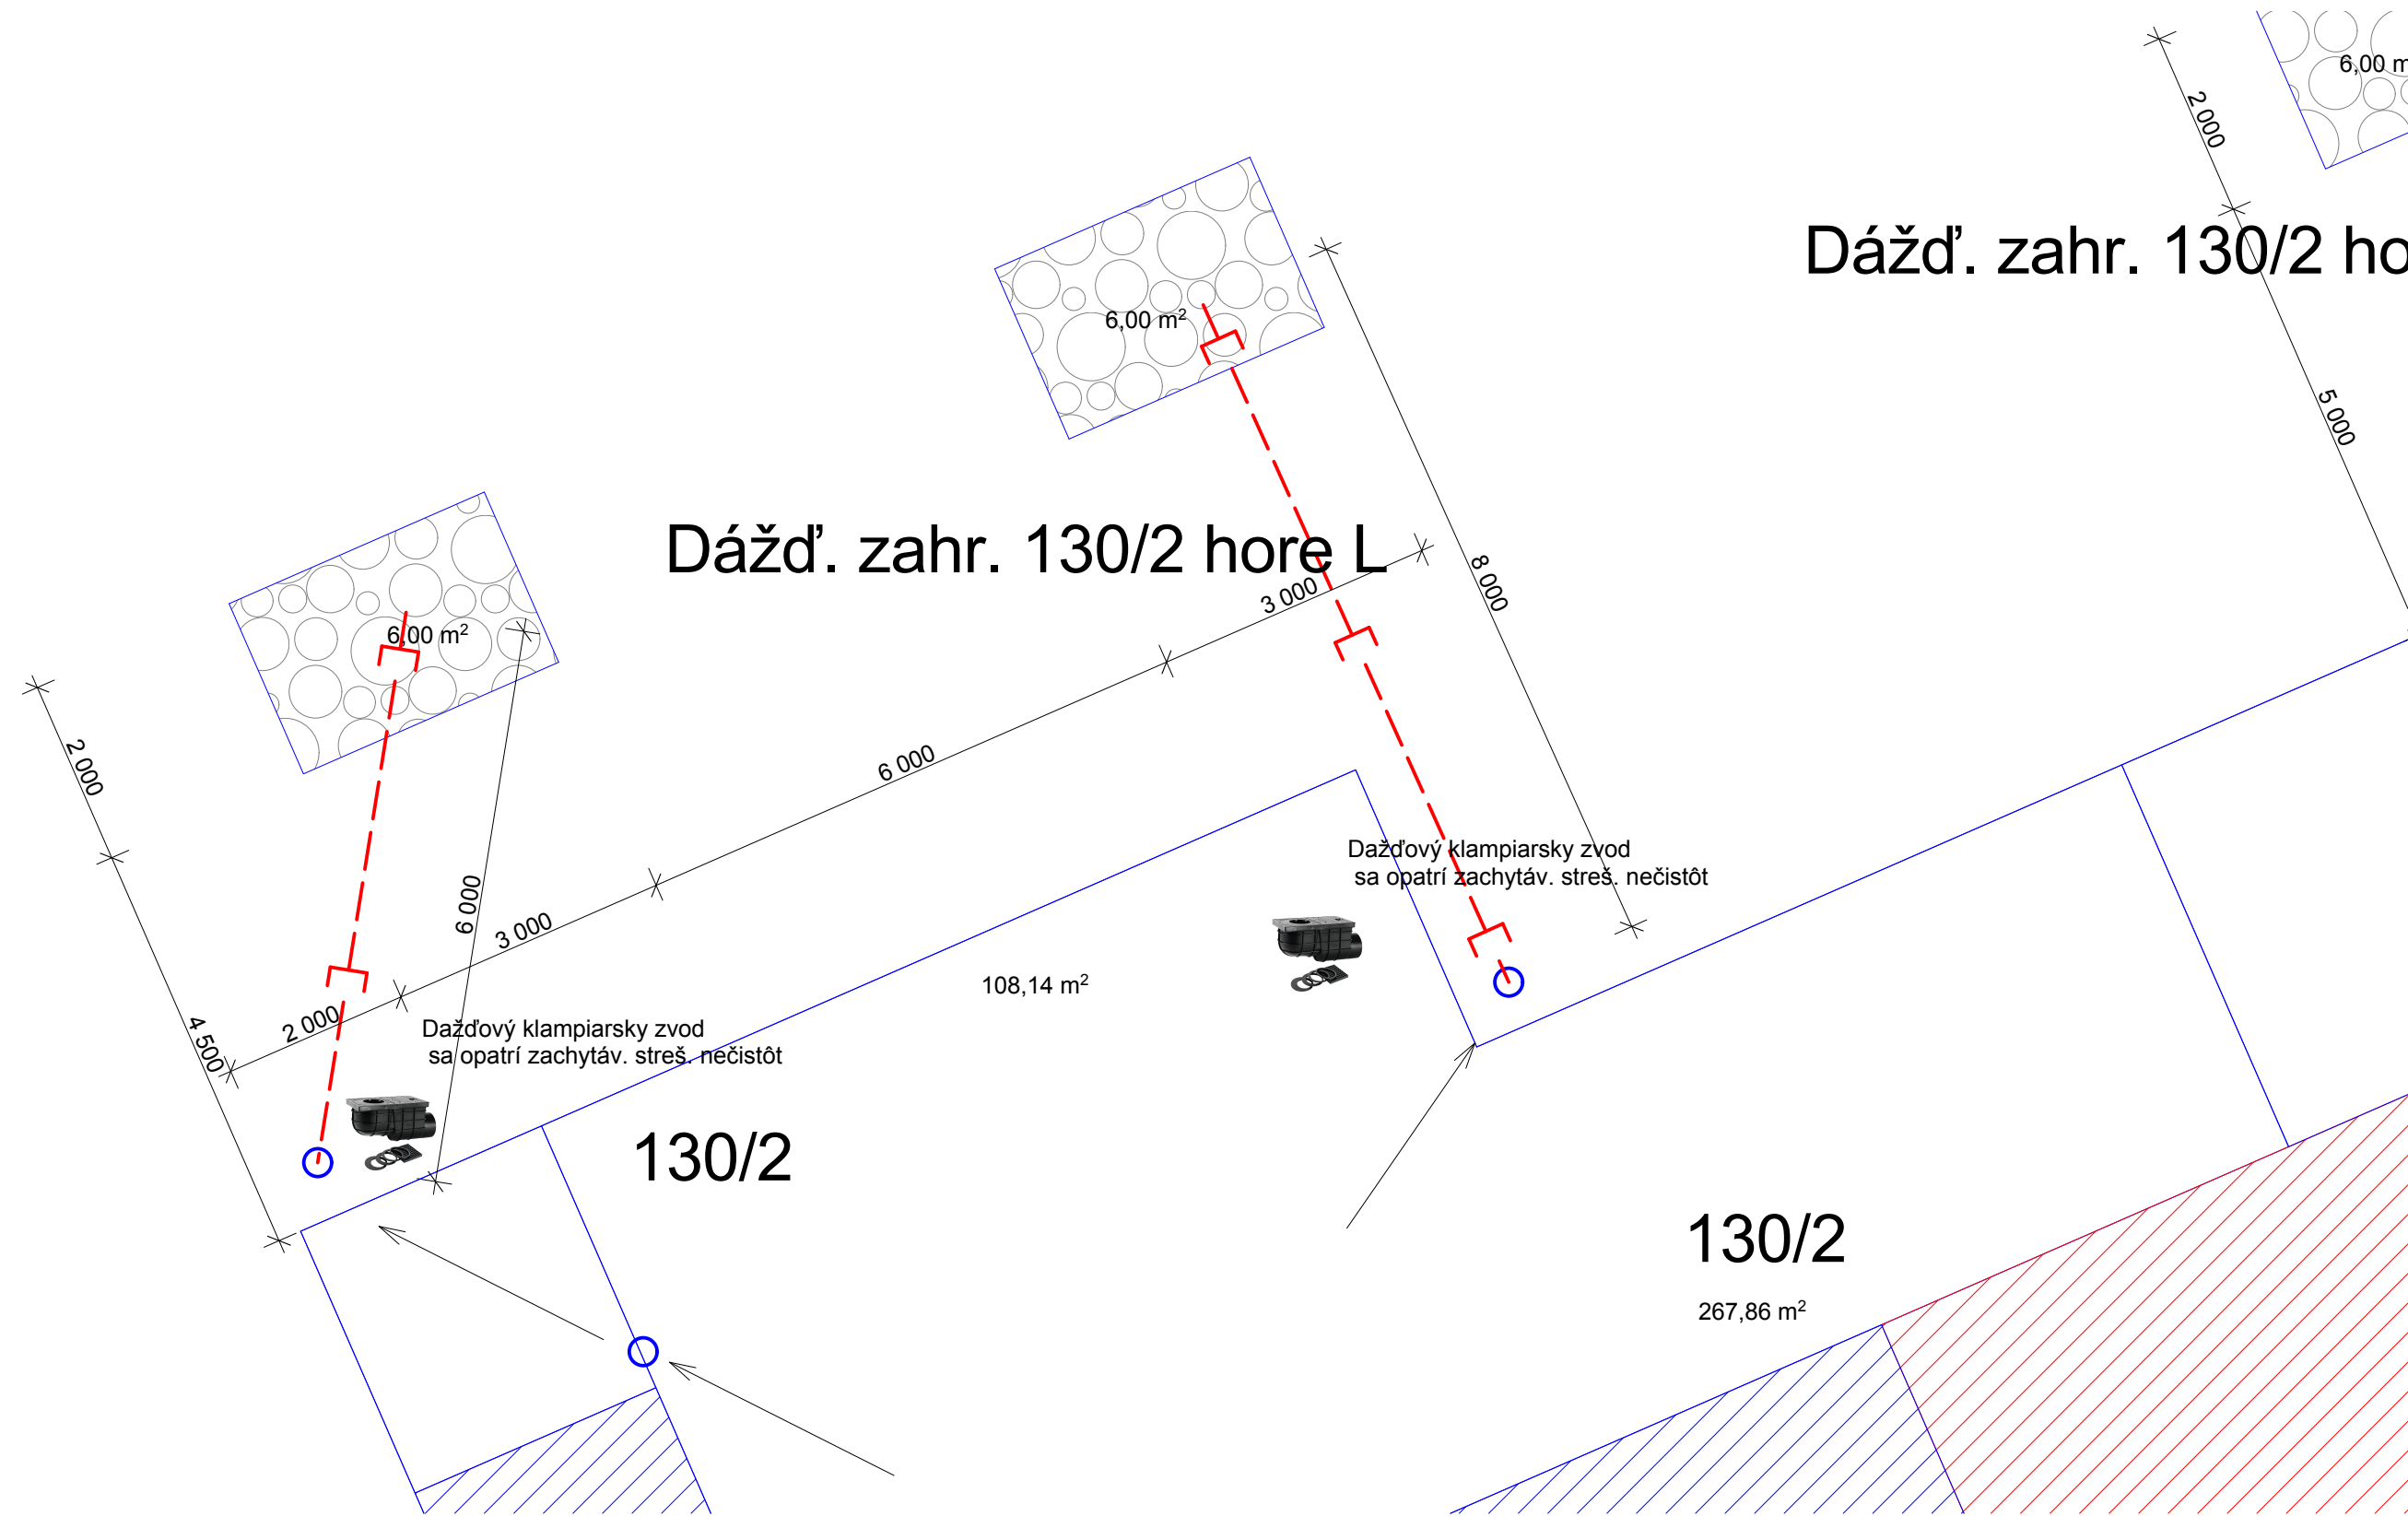 6,00 m
2 000
Dážď. zahr. 130/2 ho
6,00 m²
5 000
Dážď. zahr. 130/2 hore L
3 000
8 000
6,00 m²
2 000
6 000
Dažďový klampiarsky zvod
sa opatrí zachytáv. streš. nečistôt
6 000
3 000
108,14 m²
2 000
4 500
Dažďový klampiarsky zvod
sa opatrí zachytáv. streš. nečistôt
130/2
130/2
267,86 m²